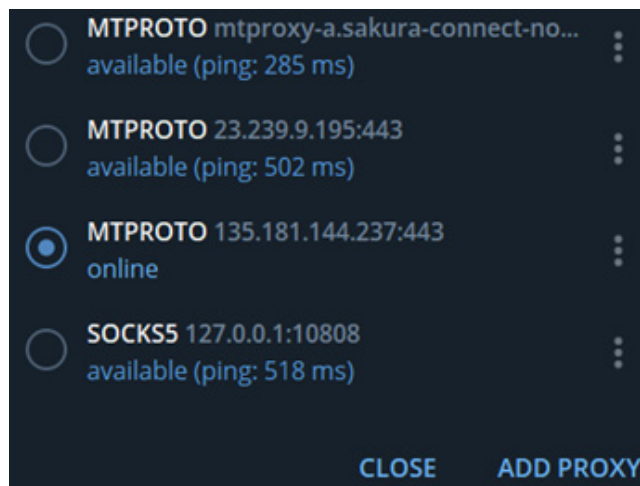 MTPROTO mtproxy-a.sakura-connect-no...
available (ping: 285 ms)
MTPROTO 23.239.9.195:443
available (ping: 502 ms)
MTPROTO 135.181.144.237:443
online
SOCKS5 127.0.0.1:10808
available (ping: 518 ms)
CLOSE ADD PROXY